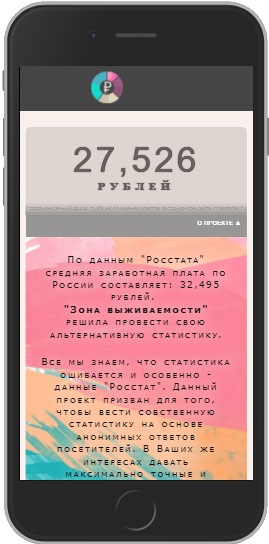 ₽
27,526
РУБЛЕЙ
О ПРОЕКТЕ ▲
По данным "Росстата"
средняя заработная плата по
России составляет: 32,495
рублей.
"Зона выживаемости"
решила провести свою
альтернативную статистику.
Все мы знаем, что статистика
ошибается и особенно -
данные "Росстат". Данный
проект призван для того,
чтобы вести собственную
статистику на основе
анонимных ответов
посетителей. В Ваших же
интересах давать
максимально точные и